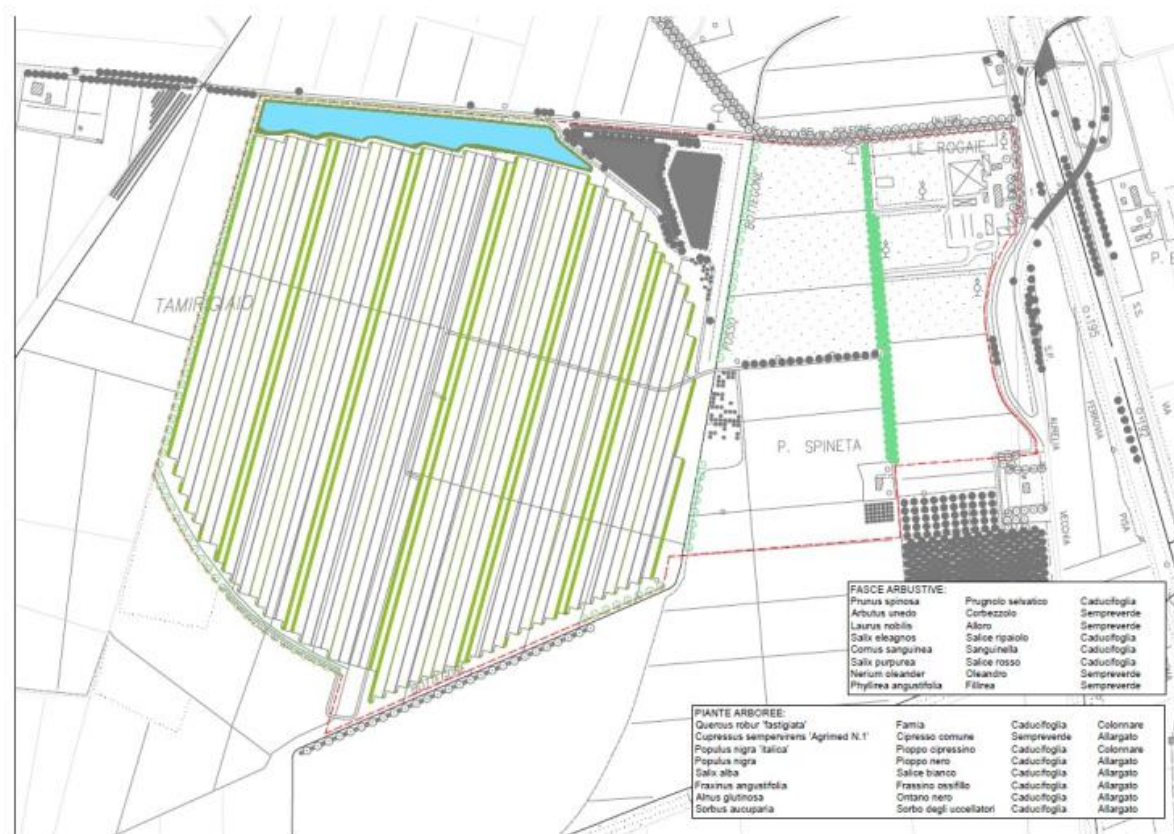 LE ROGAIE
BOTTEGONE
FOSSO
TAMIRICIAIO
P. E
S.S.
S.P.
195
192
VIA
AURELIA
FERROVIA
P. SPINETA
VECCHIA
PISA
FASCE ARBUSTIVE:
Prunus spinosa Prugnolo selvatico Caducifoglia
Arbutus unedo Corbezzolo Sempreverde
Laurus nobilis Alloro Sempreverde
Salix eleagnos Salice ripaiolo Caducifoglia
Cornus sanguinea Sanguinella Caducifoglia
Salix purpurea Salice rosso Caducifoglia
Nerium oleander Oleandro Sempreverde
Phyllirea angustifolia Fillirea Sempreverde
PIANTE ARBOREE:
Quercus robur 'fastigiata' Farnia Caducifoglia Colonnare
Cupressus sempervirens 'Agrimed N.1' Cipresso comune Sempreverde Allargato
Populus nigra 'Italica' Pioppo cipressino Caducifoglia Colonnare
Populus nigra Pioppo nero Caducifoglia Allargato
Salix alba Salice bianco Caducifoglia Allargato
Fraxinus angustifolia Frassino ossifillo Caducifoglia Allargato
Alnus glutinosa Ontano nero Caducifoglia Allargato
Sorbus aucuparia Sorbo degli uccellatori Caducifoglia Allargato